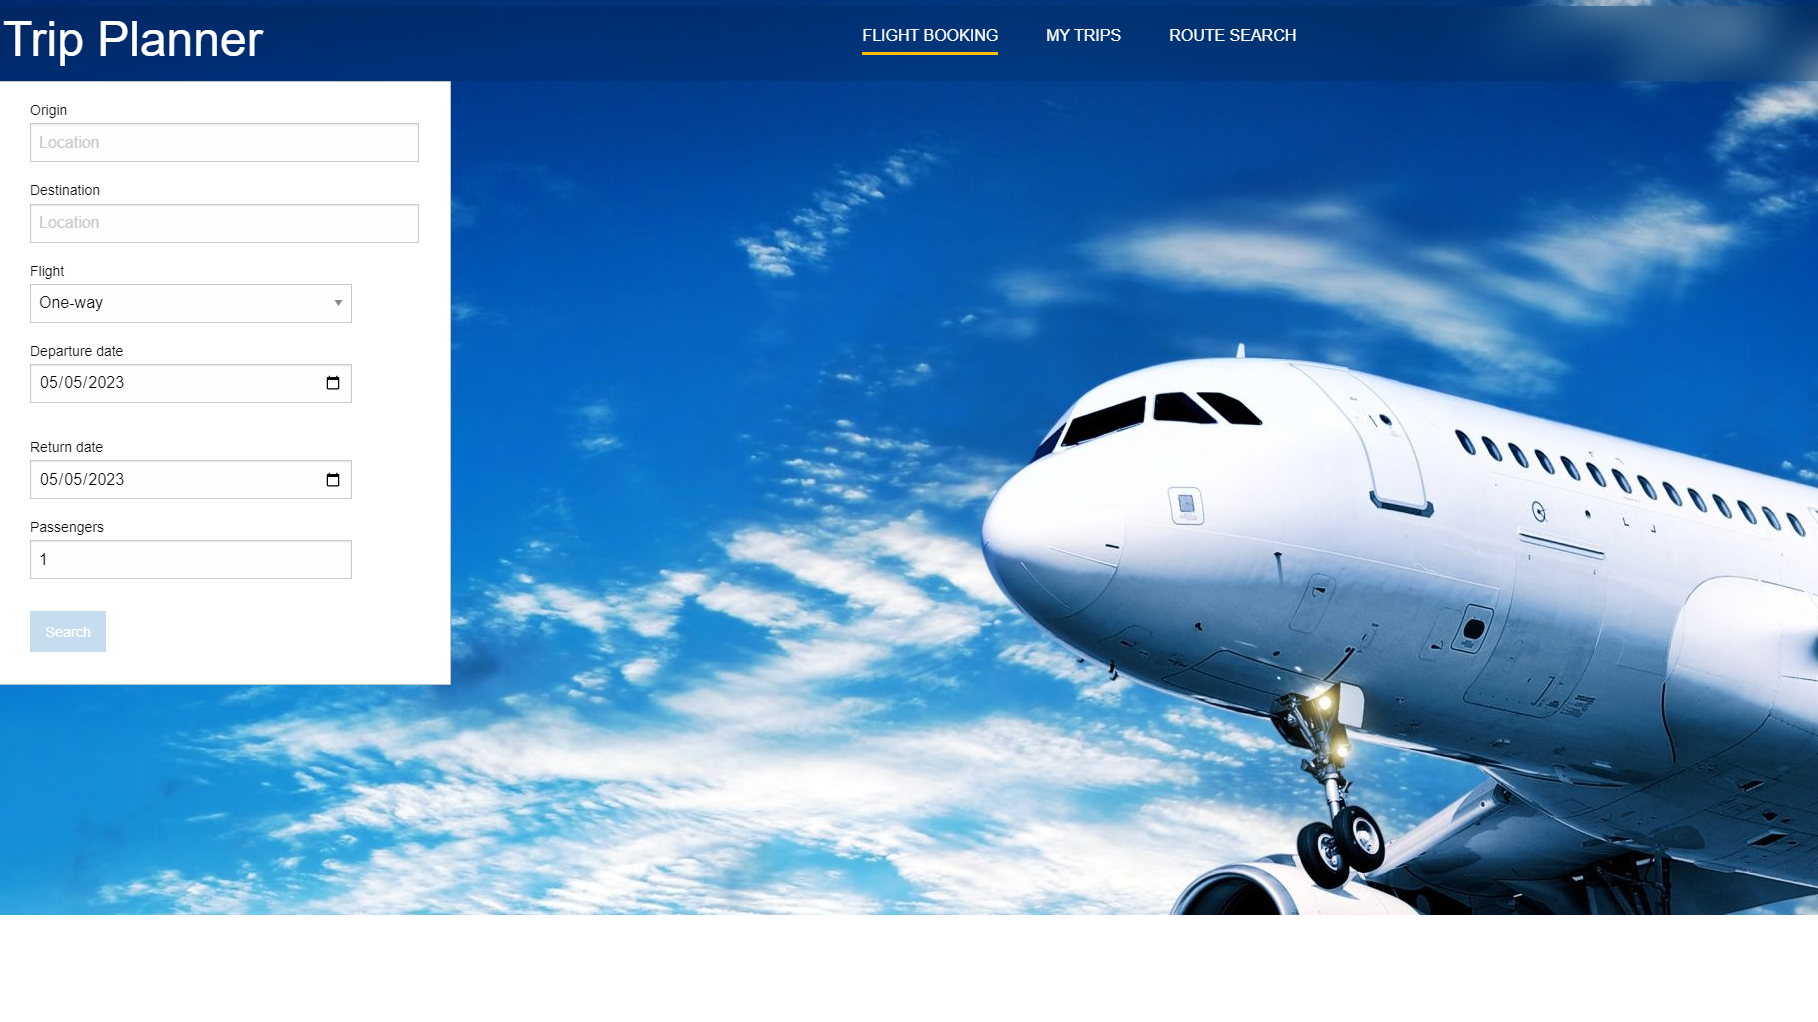 Trip Planner
FLIGHT BOOKING
MY TRIPS
ROUTE SEARCH
Origin
Location
Destination
Location
Flight
One-way
Departure date
05/05/2023
Return date
05/05/2023
Passengers
1
Search